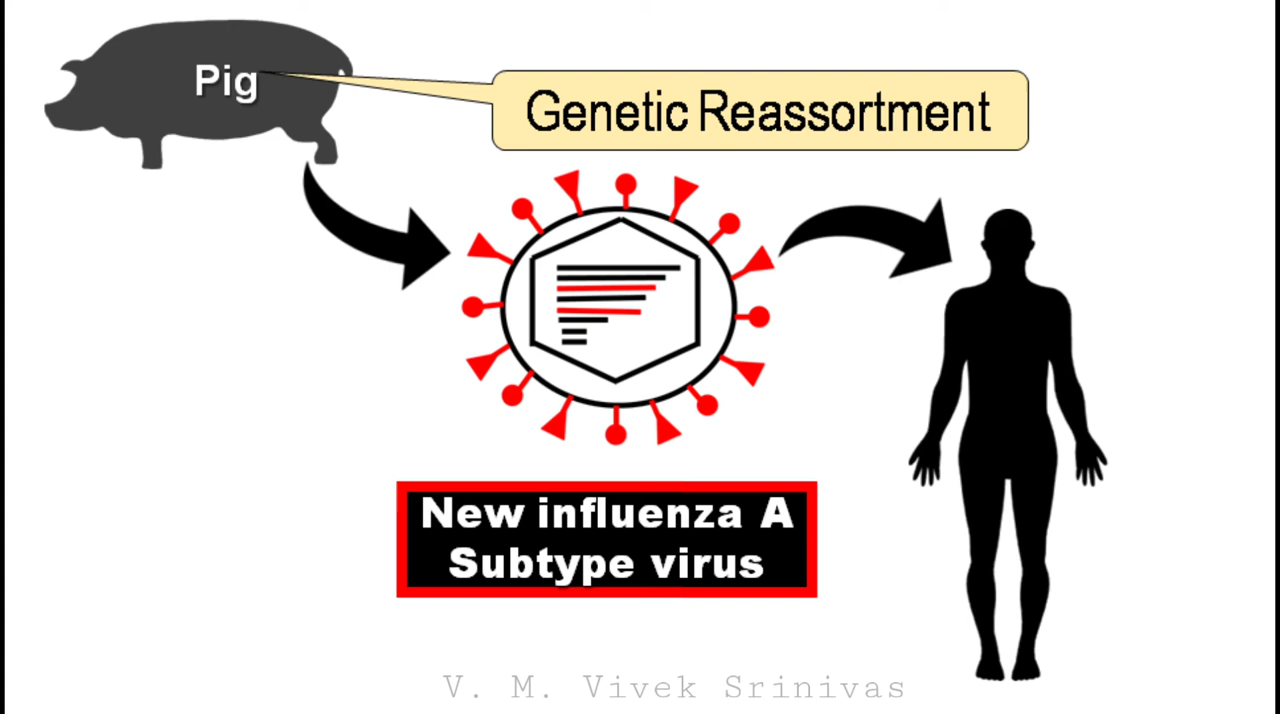 Pig
Genetic Reassortment
New influenza A
Subtype virus
V. M. Vivek Srinivas